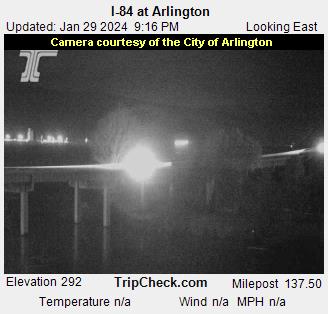 I-84 at Arlington
Updated: Jan 29 2024 9:16 PM Looking East
Camera courtesy of the City of Arlington
Elevation 292 TripCheck.com Milepost 137.50
Temperature n/a Wind n/a MPH n/a